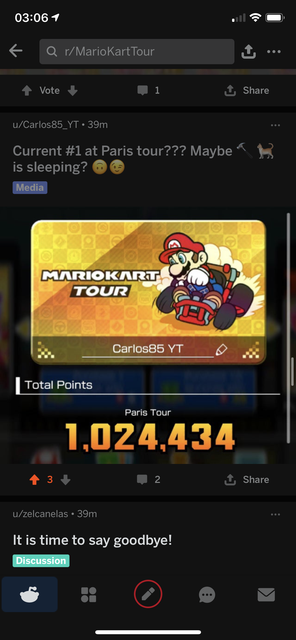 03:06
r/MarioKartTour
Vote
1
Share
u/Carlos85_YT • 39m
Current #1 at Paris tour??? Maybe 🔨 🐈
is sleeping? 🙃😉
Media
MARIOKART
TOUR
Carlos85 YT
Total Points
Paris Tour
1,024,434
3
2
Share
u/zelcanelas • 39m
It is time to say goodbye!
Discussion